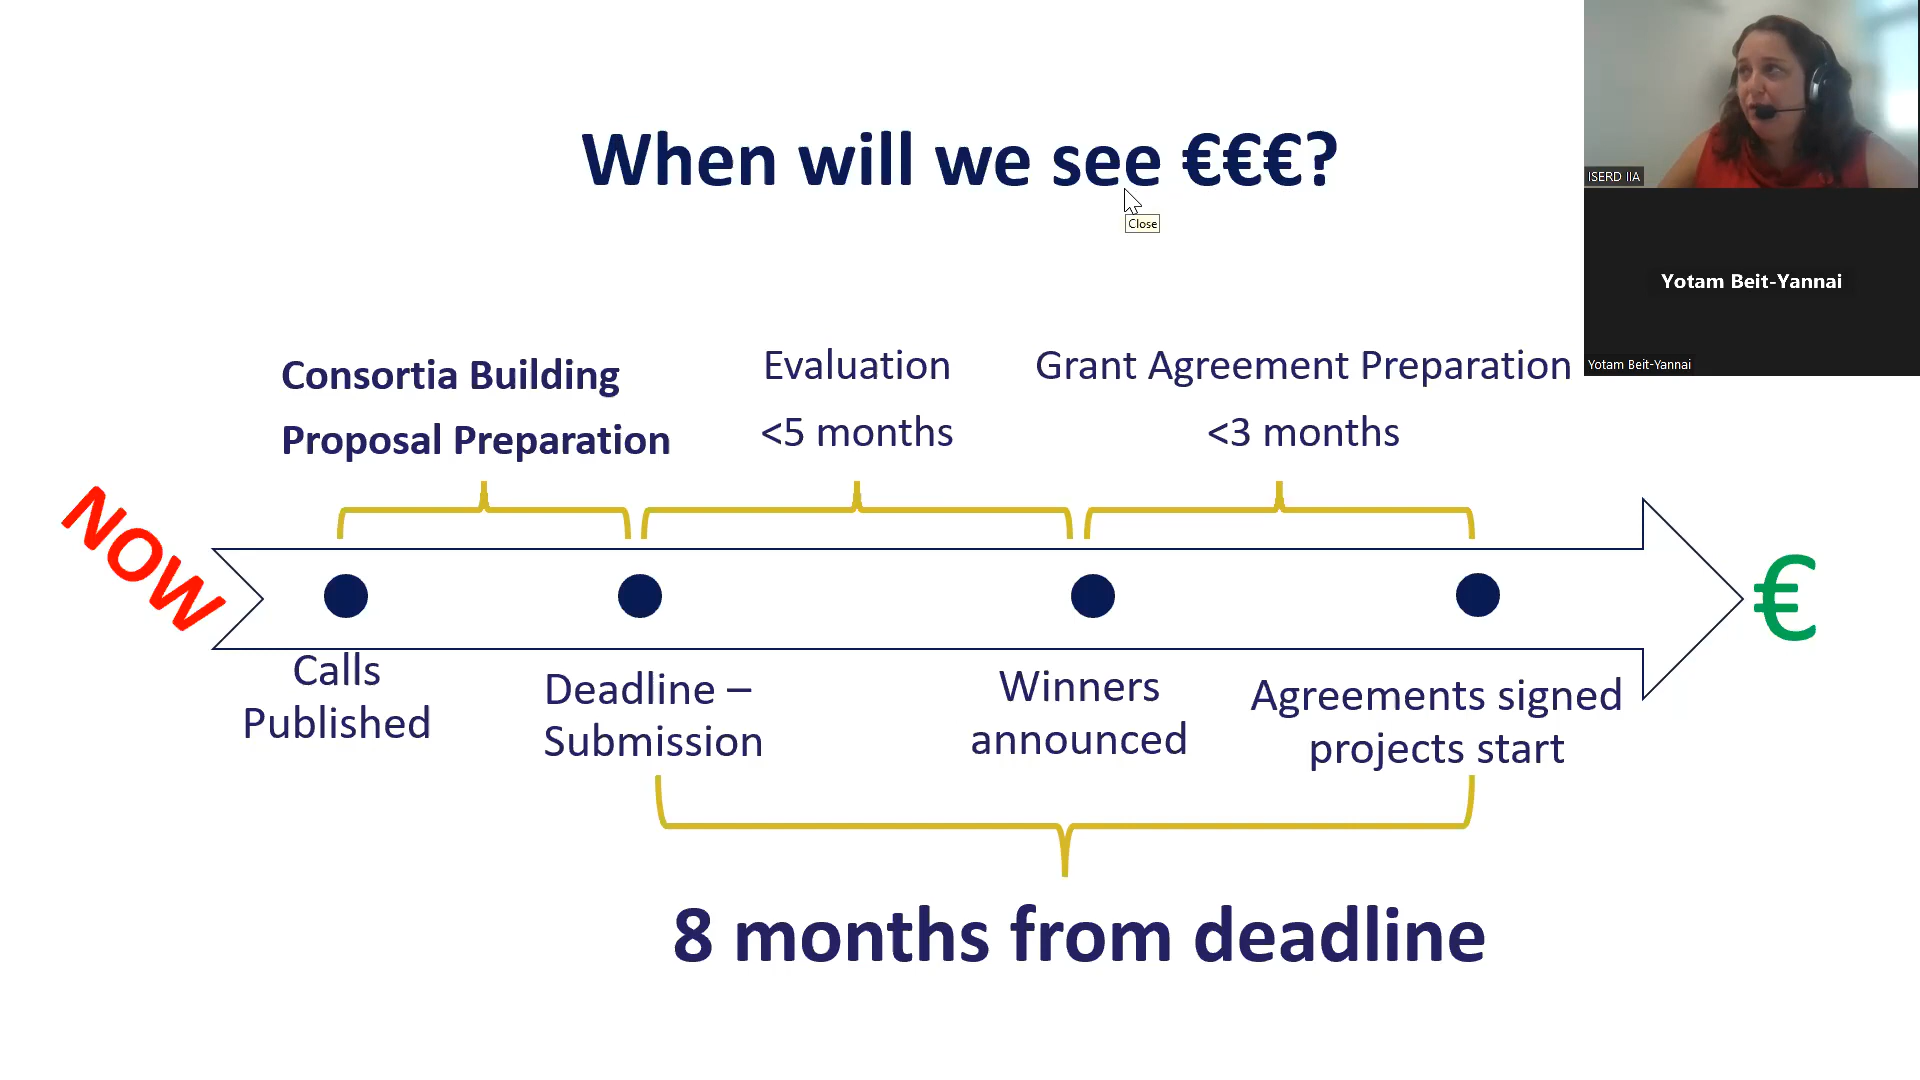 When will we see €€€?
Close
ISERD IIA
Yotam Beit-Yannai
Yotam Beit-Yannai
Consortia Building
Proposal Preparation
Evaluation
<5 months
Grant Agreement Preparation
<3 months
NOW
€
Calls
Published
Deadline –
Submission
Winners
announced
Agreements signed
projects start
8 months from deadline